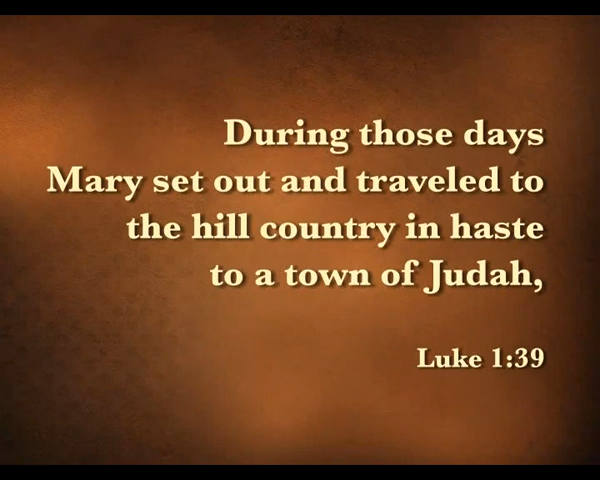 During those days
Mary set out and traveled to
the hill country in haste
to a town of Judah,
Luke 1:39